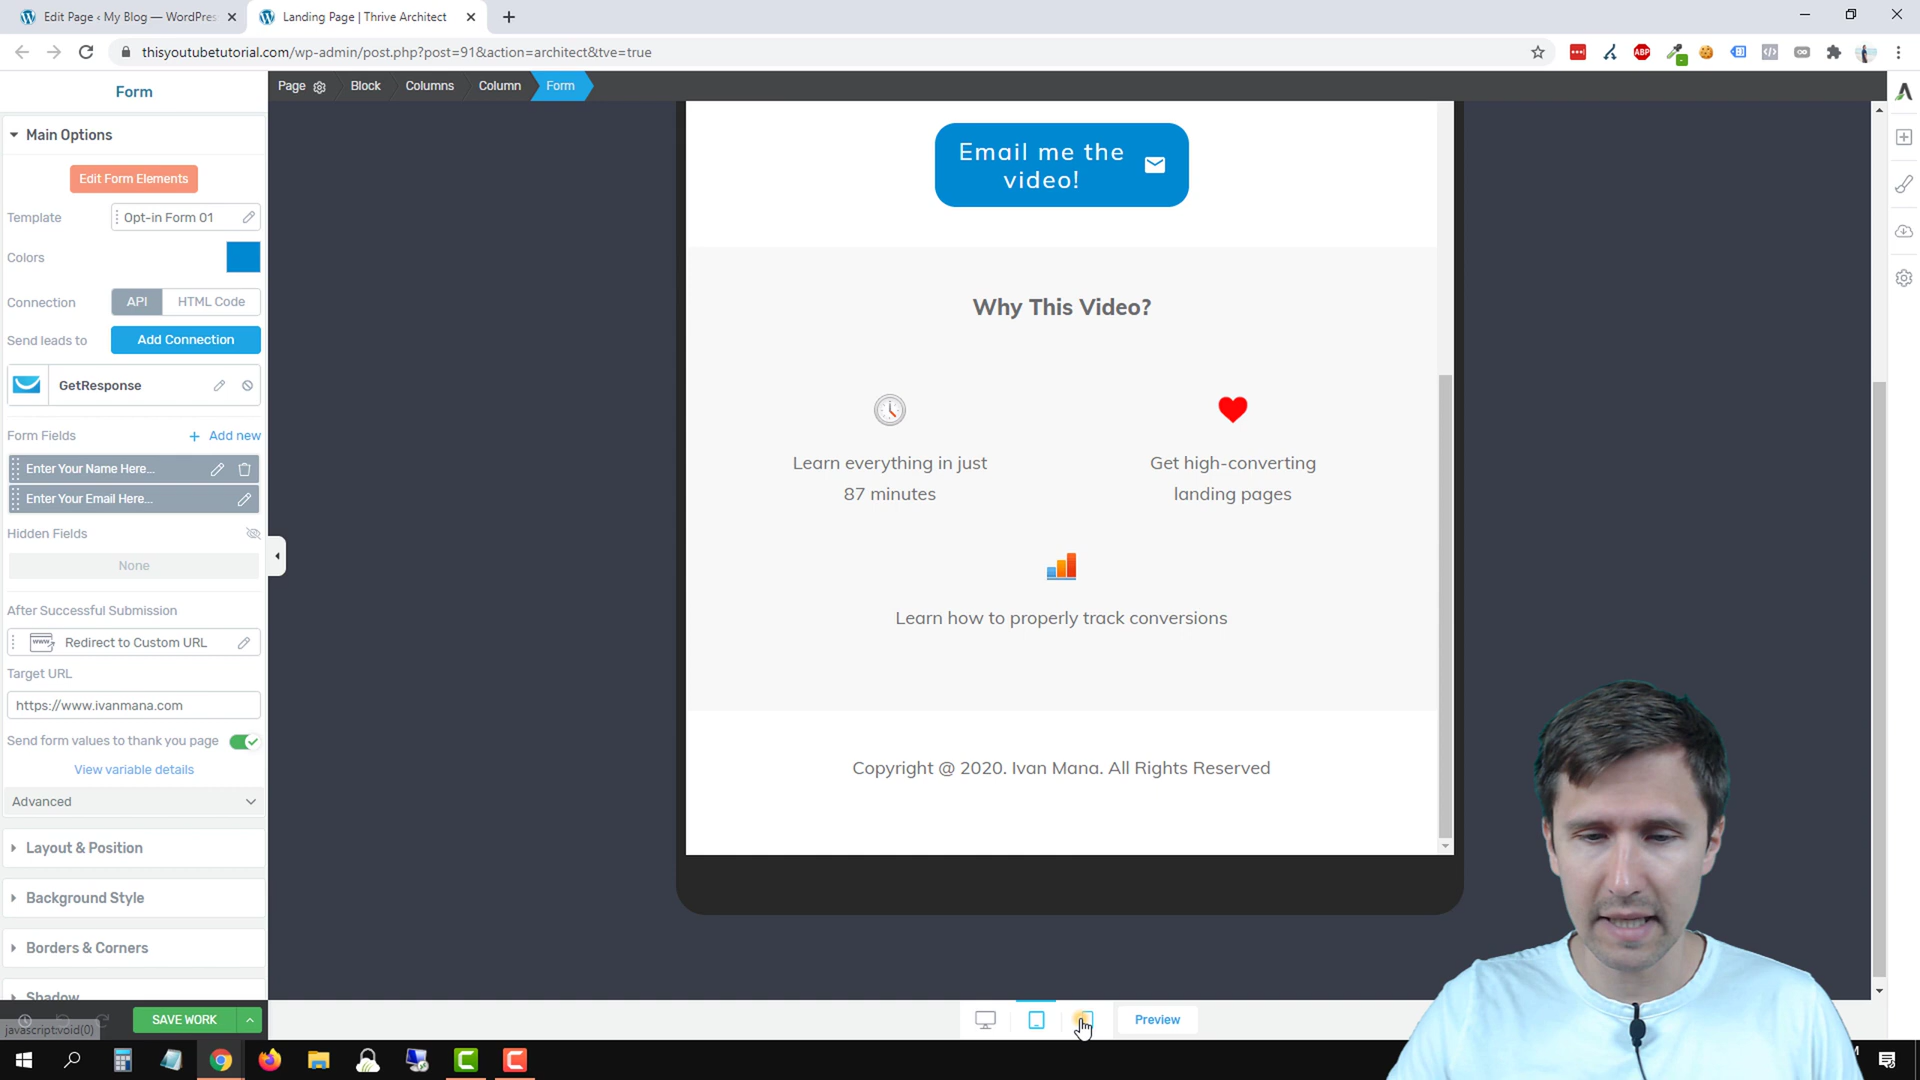 Edit Page ‹ My Blog — WordPres
Landing Page | Thrive Architect
thisyoutubetutorial.com/wp-admin/post.php?post=91&action=architect&tve=true
ABP
Form
Page
Block
Columns
Column
Form
Main Options
Edit Form Elements
Template
Opt-in Form 01
Colors
Connection
API
HTML Code
Send leads to
Add Connection
GetResponse
Form Fields
+ Add new
Enter Your Name Here...
Enter Your Email Here...
Hidden Fields
None
After Successful Submission
www
Redirect to Custom URL
Target URL
https://www.ivanmana.com
Send form values to thank you page
View variable details
Advanced
Layout & Position
Background Style
Borders & Corners
Shadow
SAVE WORK
javascript:void(0)
Email me the
video!
Why This Video?
Learn everything in just
87 minutes
Get high-converting
landing pages
Learn how to properly track conversions
Copyright @ 2020. Ivan Mana. All Rights Reserved
Preview